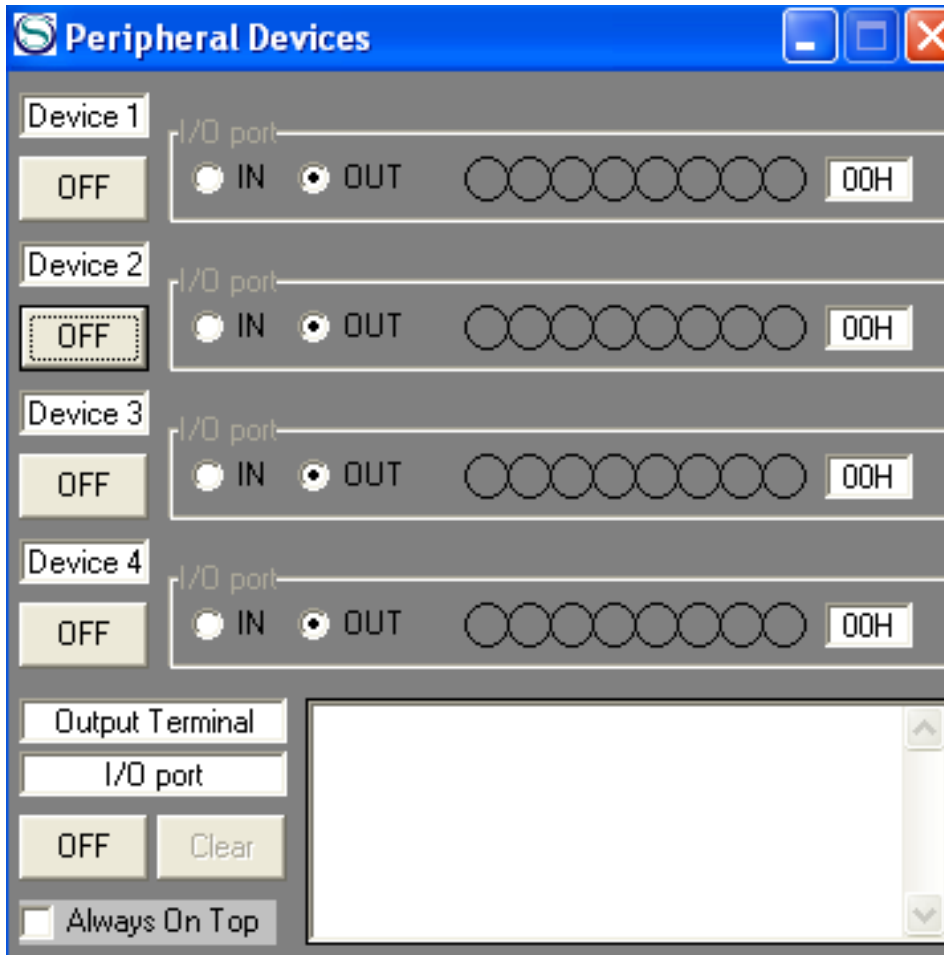 Peripheral Devices
Device 1
I/O port
OFF
IN OUT 00H
Device 2
I/O port
OFF
IN OUT 00H
Device 3
I/O port
OFF
IN OUT 00H
Device 4
I/O port
OFF
IN OUT 00H
Output Terminal
I/O port
OFF Clear
Always On Top